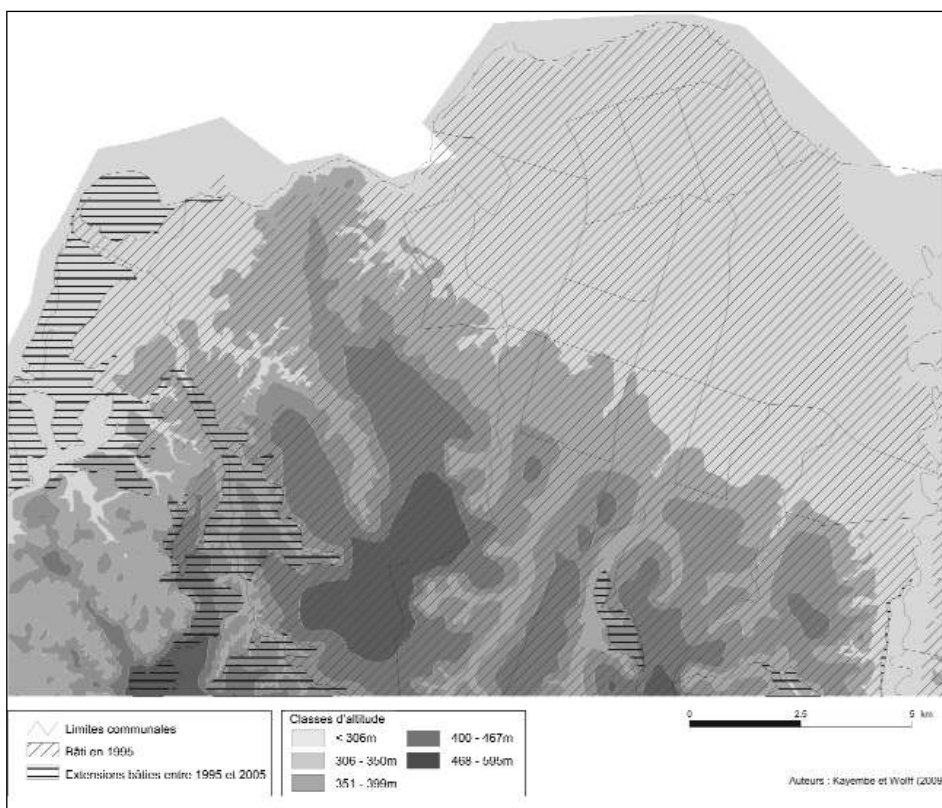 Limites communales
Bâti en 1995
Extensions bâties entre 1995 et 2005
Classes d'altitude
< 306m
306 - 350m
351 - 399m
400 - 467m
468 - 595m
0 2.5 5 km
Auteurs : Kayembe et Wolff (2009